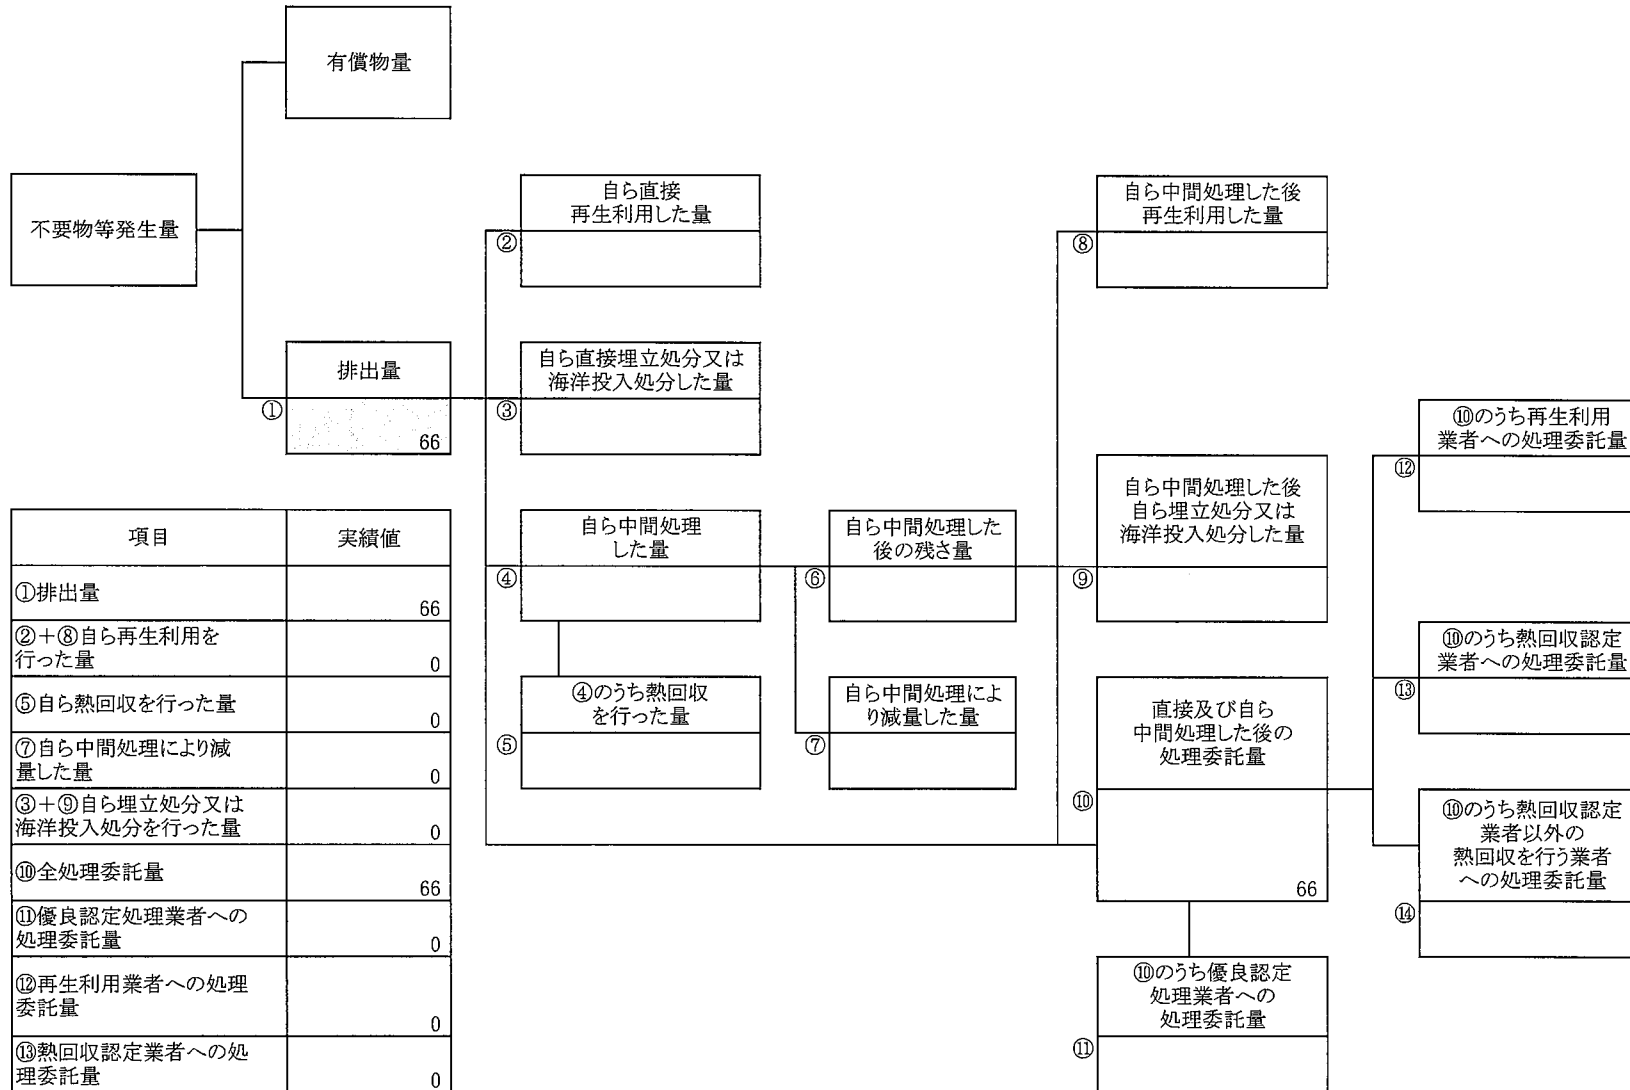 有償物量
不要物等発生量
排出量
①
66
自ら直接
再生利用した量
②
自ら直接埋立処分又は
海洋投入処分した量
③
自ら中間処理
した量
④
④のうち熱回収
を行った量
⑤
自ら中間処理した
後の残さ量
⑥
自ら中間処理によ
り減量した量
⑦
自ら中間処理した後
再生利用した量
⑧
自ら中間処理した後
自ら埋立処分又は
海洋投入処分した量
⑨
直接及び自ら
中間処理した後の
処理委託量
⑩
66
⑩のうち優良認定
処理業者への
処理委託量
⑪
⑩のうち再生利用
業者への処理委託量
⑫
⑩のうち熱回収認定
業者への処理委託量
⑬
⑩のうち熱回収認定
業者以外の
熱回収を行う業者
への処理委託量
⑭
項目 実績値
①排出量
66
②+⑧自ら再生利用を
行った量
0
⑤自ら熱回収を行った量
0
⑦自ら中間処理により減
量した量
0
③+⑨自ら埋立処分又は
海洋投入処分を行った量
0
⑩全処理委託量
66
⑪優良認定処理業者への
処理委託量
0
⑫再生利用業者への処理
委託量
0
⑬熱回収認定業者への処
理委託量
0